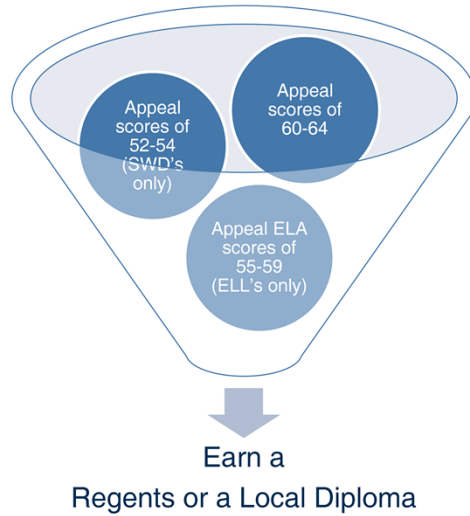 Appeal
scores of
52-54
(SWD's
only)
Appeal
scores of
60-64
Appeal ELA
scores of
55-59
(ELL's only)
Earn a
Regents or a Local Diploma